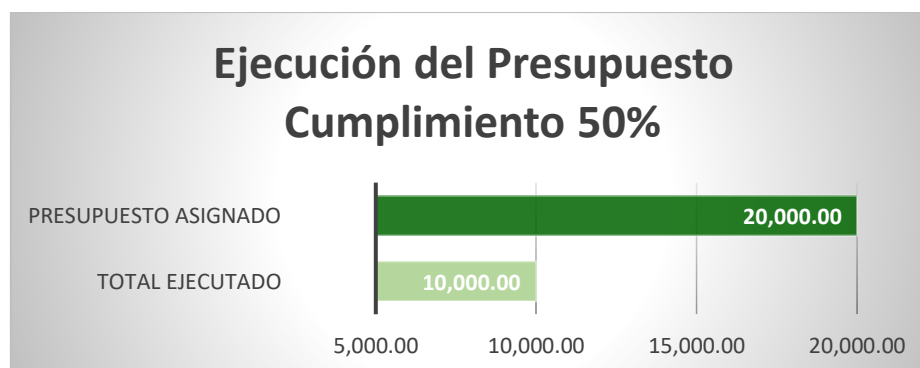 Ejecución del Presupuesto
Cumplimiento 50%
PRESUPUESTO ASIGNADO
20,000.00
TOTAL EJECUTADO
10,000.00
5,000.00 10,000.00 15,000.00 20,000.00